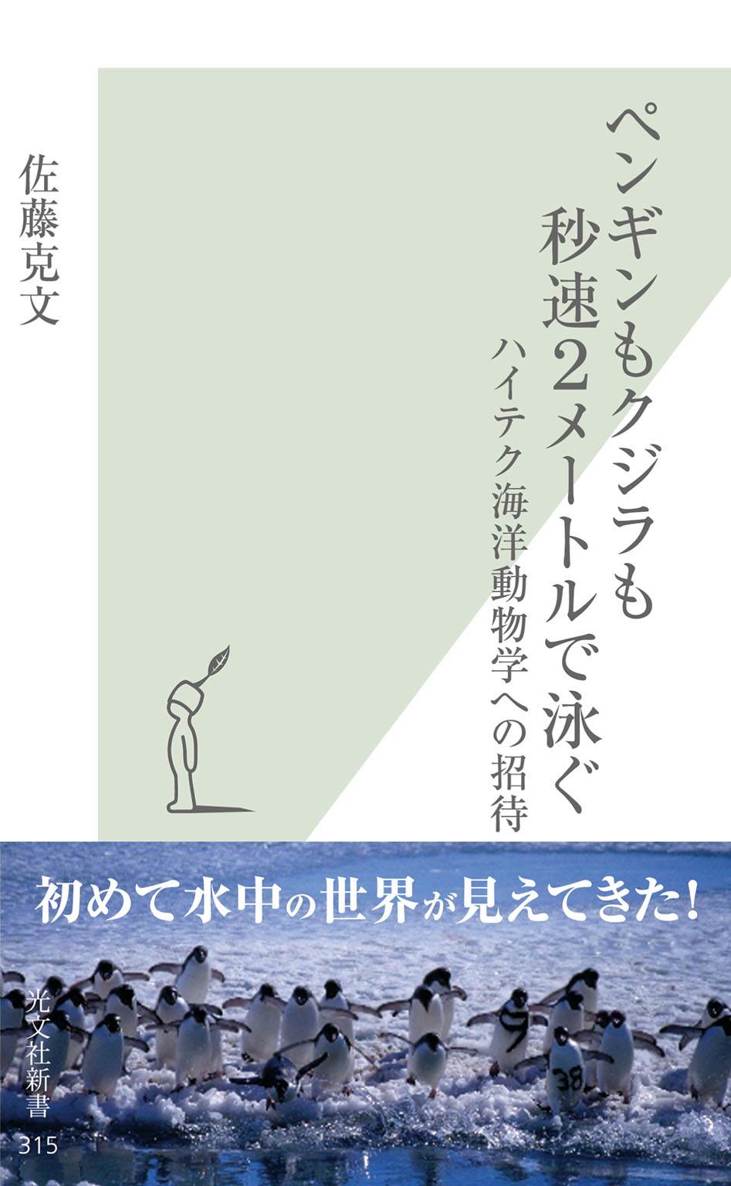 ペンギンもクジラも
秒速2メートルで泳ぐ
ハイテク海洋動物学への招待
佐藤克文
初めて水中の世界が見えてきた!
光文社新書
315
38